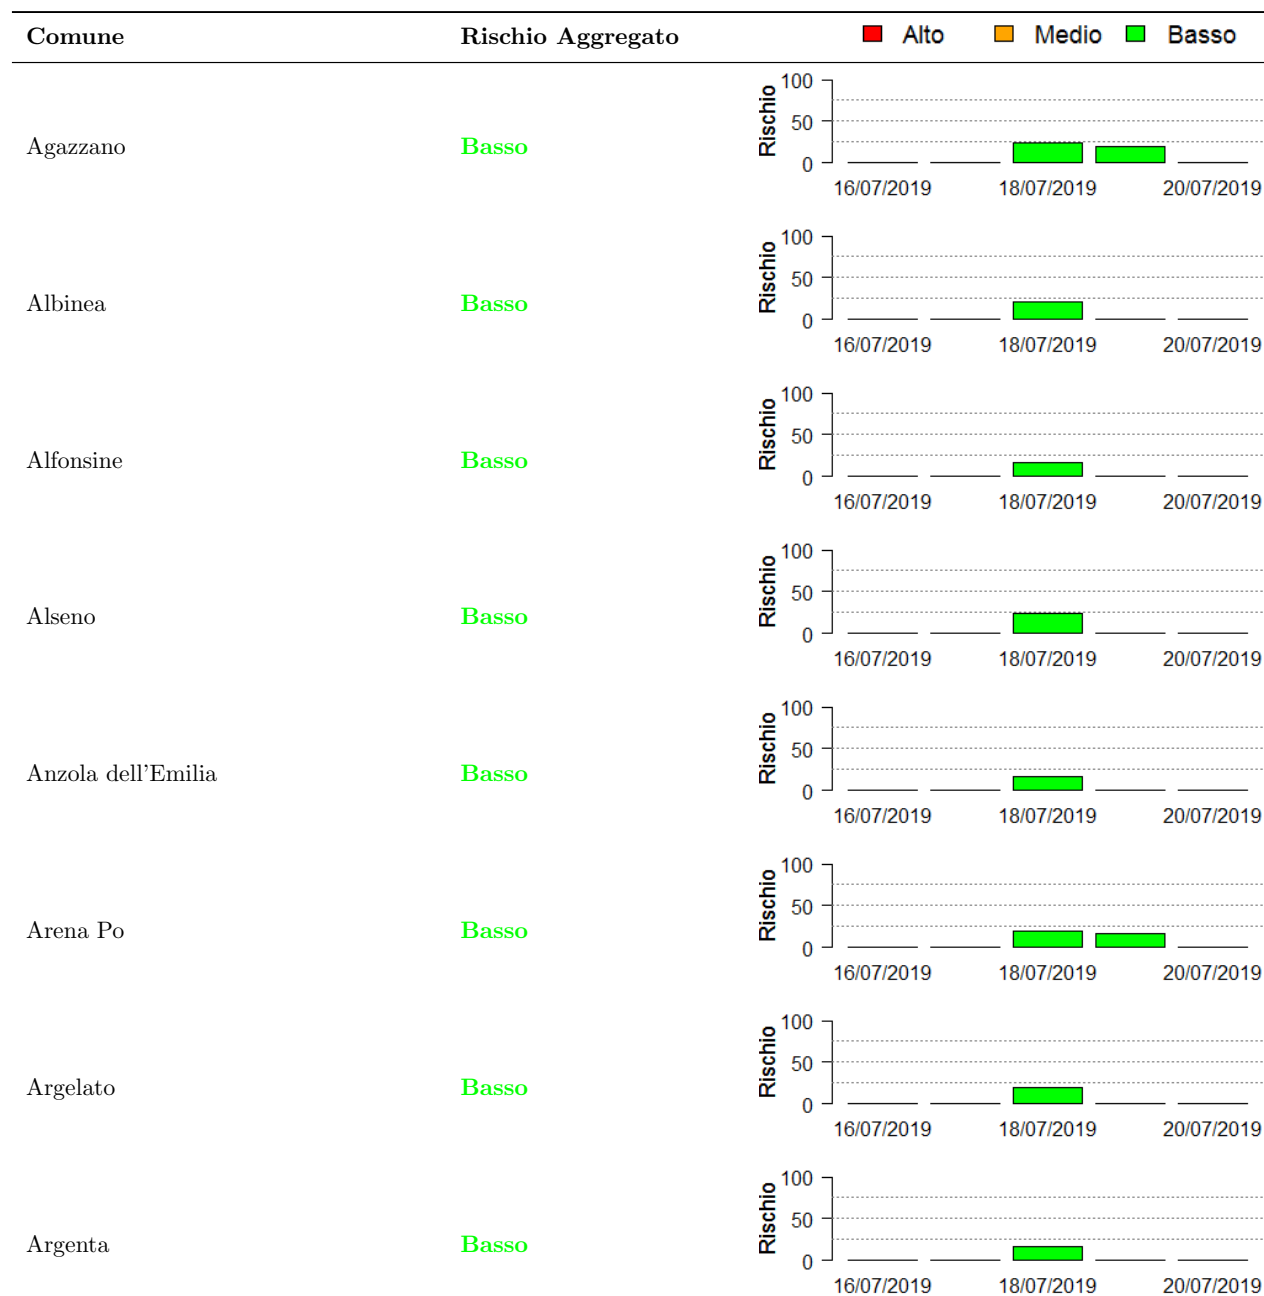 Comune Rischio Aggregato Alto Medio Basso
100
50
0
Rischio
Agazzano Basso
16/07/2019 18/07/2019 20/07/2019
100
50
0
Rischio
Albinea Basso
16/07/2019 18/07/2019 20/07/2019
100
50
0
Rischio
Alfonsine Basso
16/07/2019 18/07/2019 20/07/2019
100
50
0
Rischio
Alseno Basso
16/07/2019 18/07/2019 20/07/2019
100
50
0
Rischio
Anzola dell'Emilia Basso
16/07/2019 18/07/2019 20/07/2019
100
50
0
Rischio
Arena Po Basso
16/07/2019 18/07/2019 20/07/2019
100
50
0
Rischio
Argelato Basso
16/07/2019 18/07/2019 20/07/2019
100
50
0
Rischio
Argenta Basso
16/07/2019 18/07/2019 20/07/2019